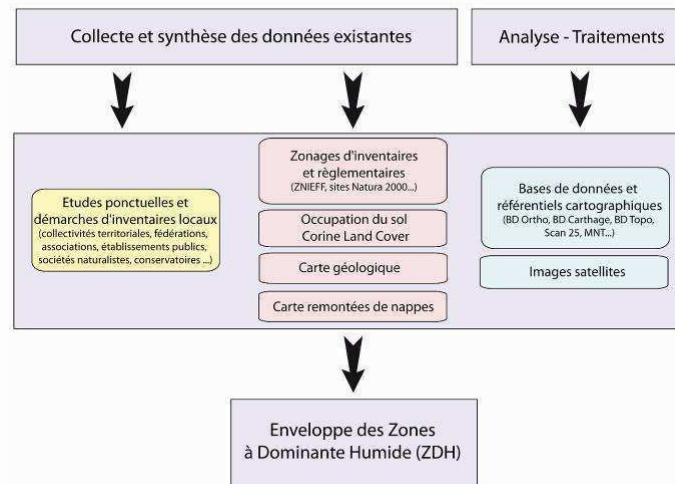 Collecte et synthèse des données existantes
Analyse - Traitements
Etudes ponctuelles et
démarches d'inventaires locaux
(collectivités territoriales, fédérations,
associations, établissements publics,
sociétés naturalistes, conservatoires ...)
Zonages d'inventaires
et règlementaires
(ZNIEFF, sites Natura 2000...)
Occupation du sol
Corine Land Cover
Carte géologique
Carte remontées de nappes
Bases de données et
référentiels cartographiques
(BD Ortho, BD Carthage, BD Topo,
Scan 25, MNT...)
Images satellites
Enveloppe des Zones
à Dominante Humide (ZDH)